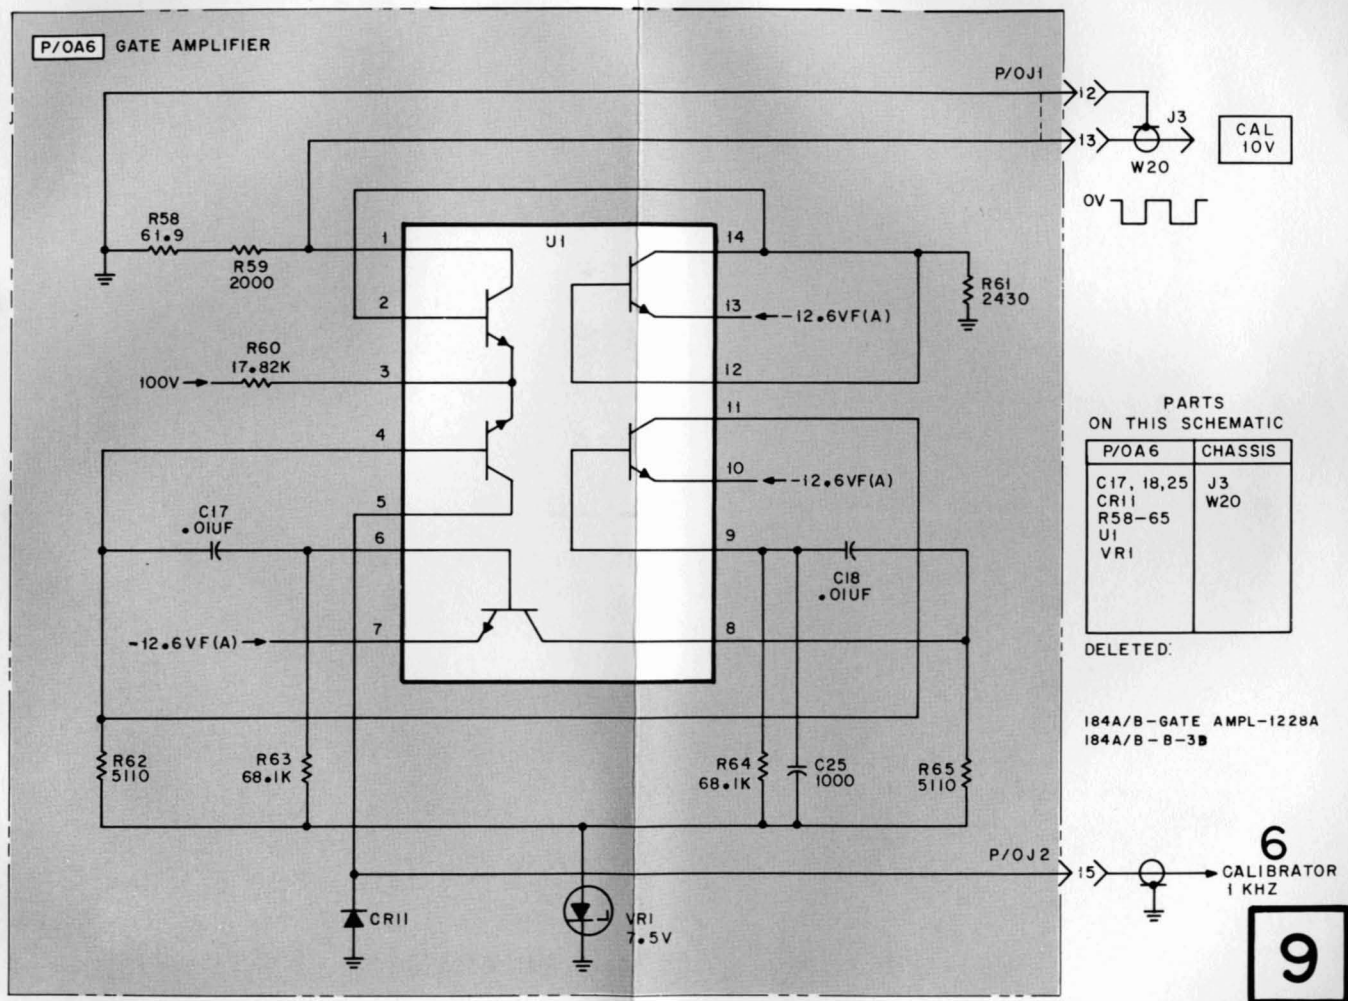 P/OA6 GATE AMPLIFIER
P/OJ1
12
J3
13
CAL
10V
W20
0V
R58
61.9
R59
2000
1
U1
14
2
13
-12.6VF(A)
R61
2430
R60
17.82K
100V
3
12
11
4
10
-12.6VF(A)
PARTS
ON THIS SCHEMATIC
P/OA6 CHASSIS
C17, 18,25 J3
CR11 W20
R58-65
U1
VR1
5
C17
.01UF
6
9
C18
.01UF
-12.6VF(A)
7
8
DELETED:
184A/B-GATE AMPL-1228A
184A/B-B-3B
R62
5110
R63
68.1K
R64
68.1K
C25
1000
R65
5110
P/OJ2
15
6
CALIBRATOR
1 KHZ
CR11
VR1
7.5V
9